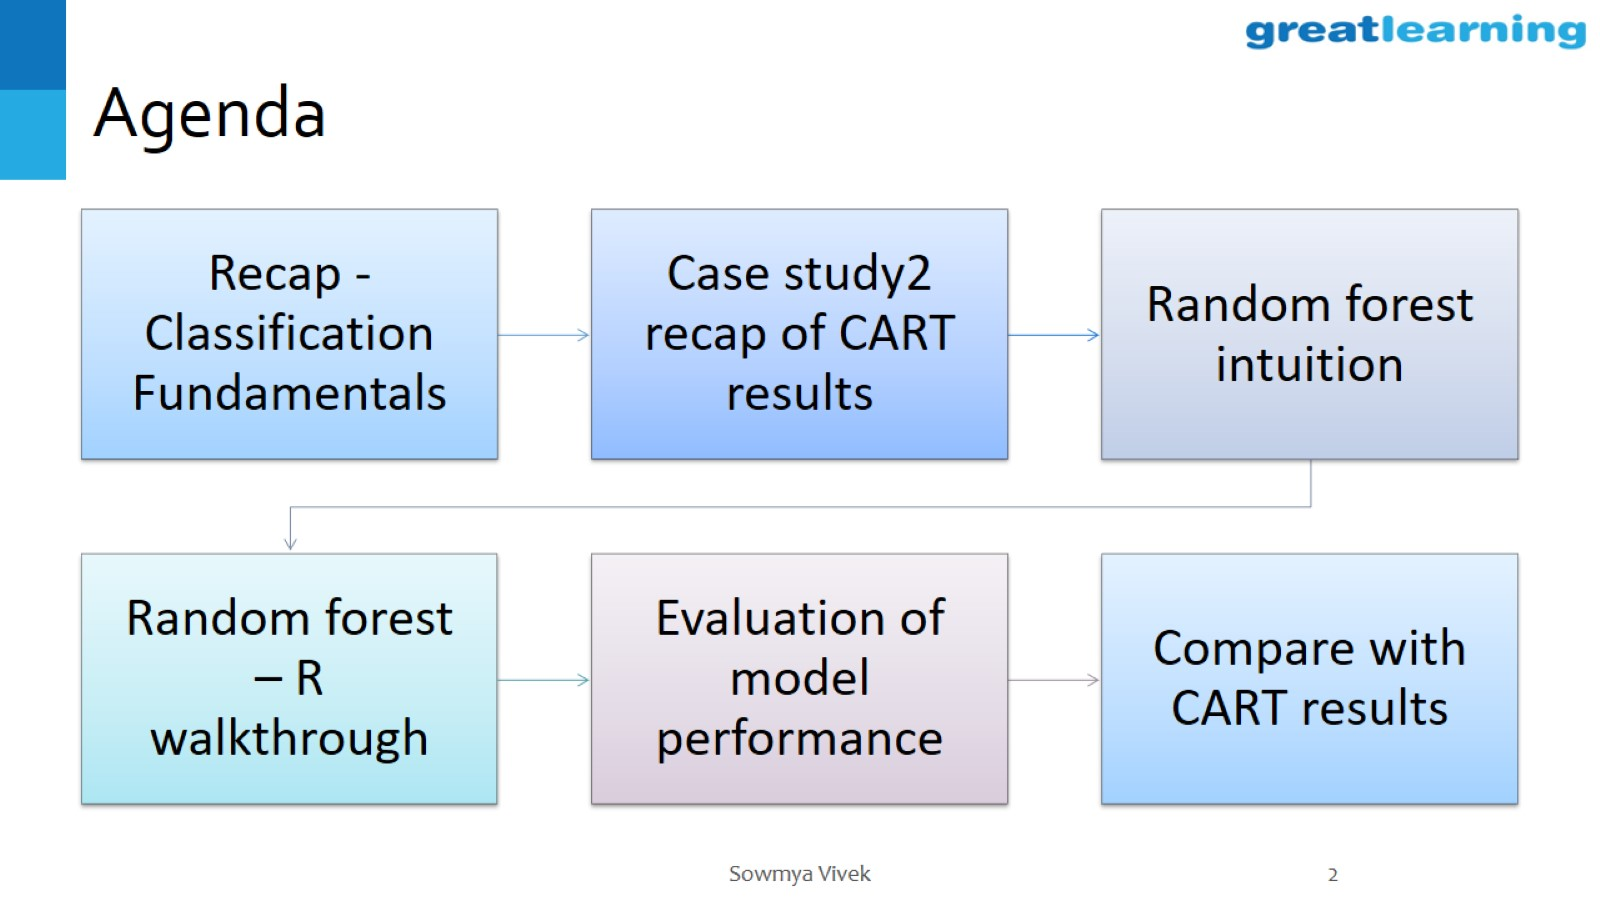 greatlearning
Agenda
Recap -
Classification
Fundamentals
Case study2
recap of CART
results
Random forest
intuition
Random forest
– R
walkthrough
Evaluation of
model
performance
Compare with
CART results
Sowmya Vivek
2